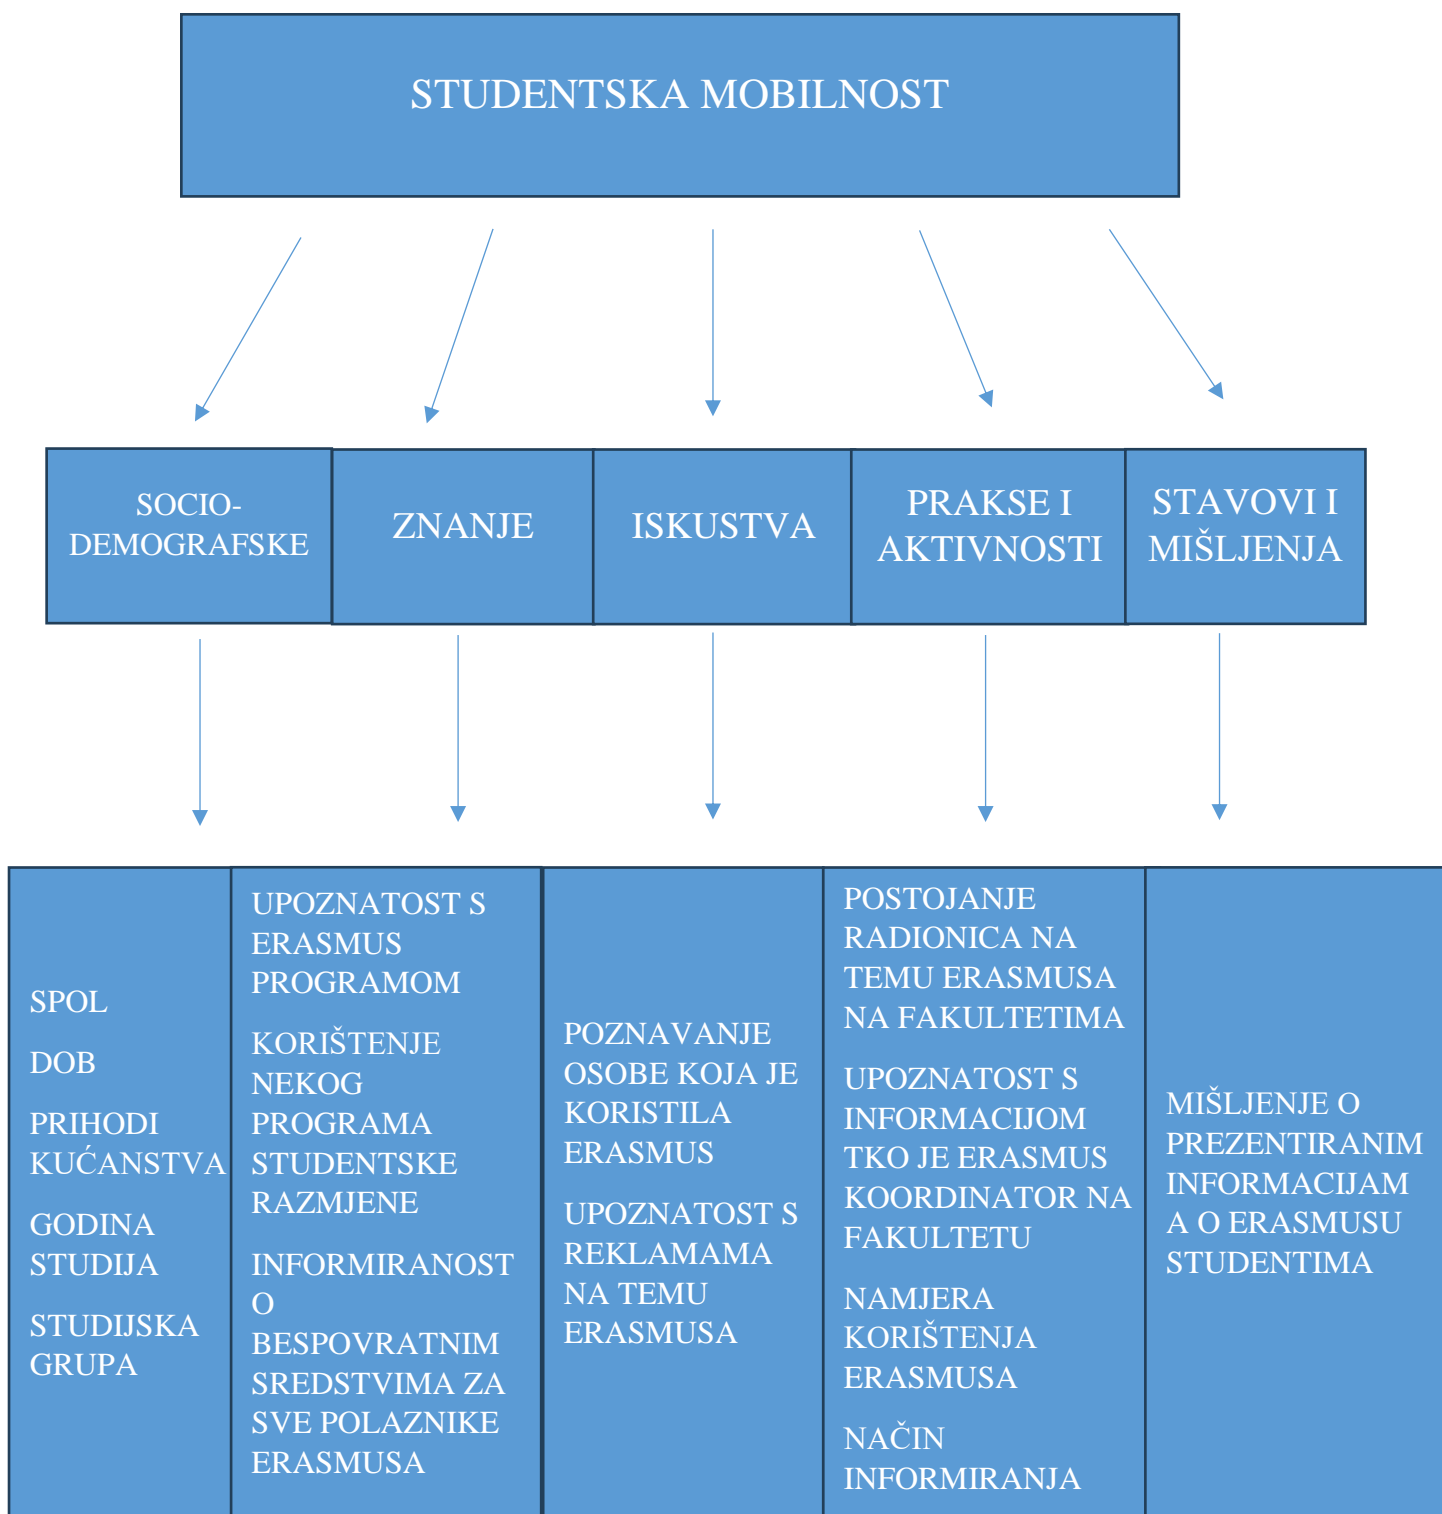 STUDENTSKA MOBILNOST
SOCIO-
DEMOGRAFSKE
ZNANJE
ISKUSTVA
PRAKSE I
AKTIVNOSTI
STAVOVI I
MIŠLJENJA
SPOL
DOB
PRIHODI
KUĆANSTVA
GODINA
STUDIJA
STUDIJSKA
GRUPA
UPOZNATOST S
ERASMUS
PROGRAMOM
KORIŠTENJE
NEKOG
PROGRAMA
STUDENTSKE
RAZMJENE
INFORMIRANOST
O
BESPOVRATNIM
SREDSTVIMA ZA
SVE POLAZNIKE
ERASMUSA
POZNAVANJE
OSOBE KOJA JE
KORISTILA
ERASMUS
UPOZNATOST S
REKLAMAMA
NA TEMU
ERASMUSA
POSTOJANJE
RADIONICA NA
TEMU ERASMUSA
NA FAKULTETIMA
UPOZNATOST S
INFORMACIJOM
TKO JE ERASMUS
KOORDINATOR NA
FAKULTETU
NAMJERA
KORIŠTENJA
ERASMUSA
NAČIN
INFORMIRANJA
MIŠLJENJE O
PREZENTIRANIM
INFORMACIJAM
A O ERASMUSU
STUDENTIMA